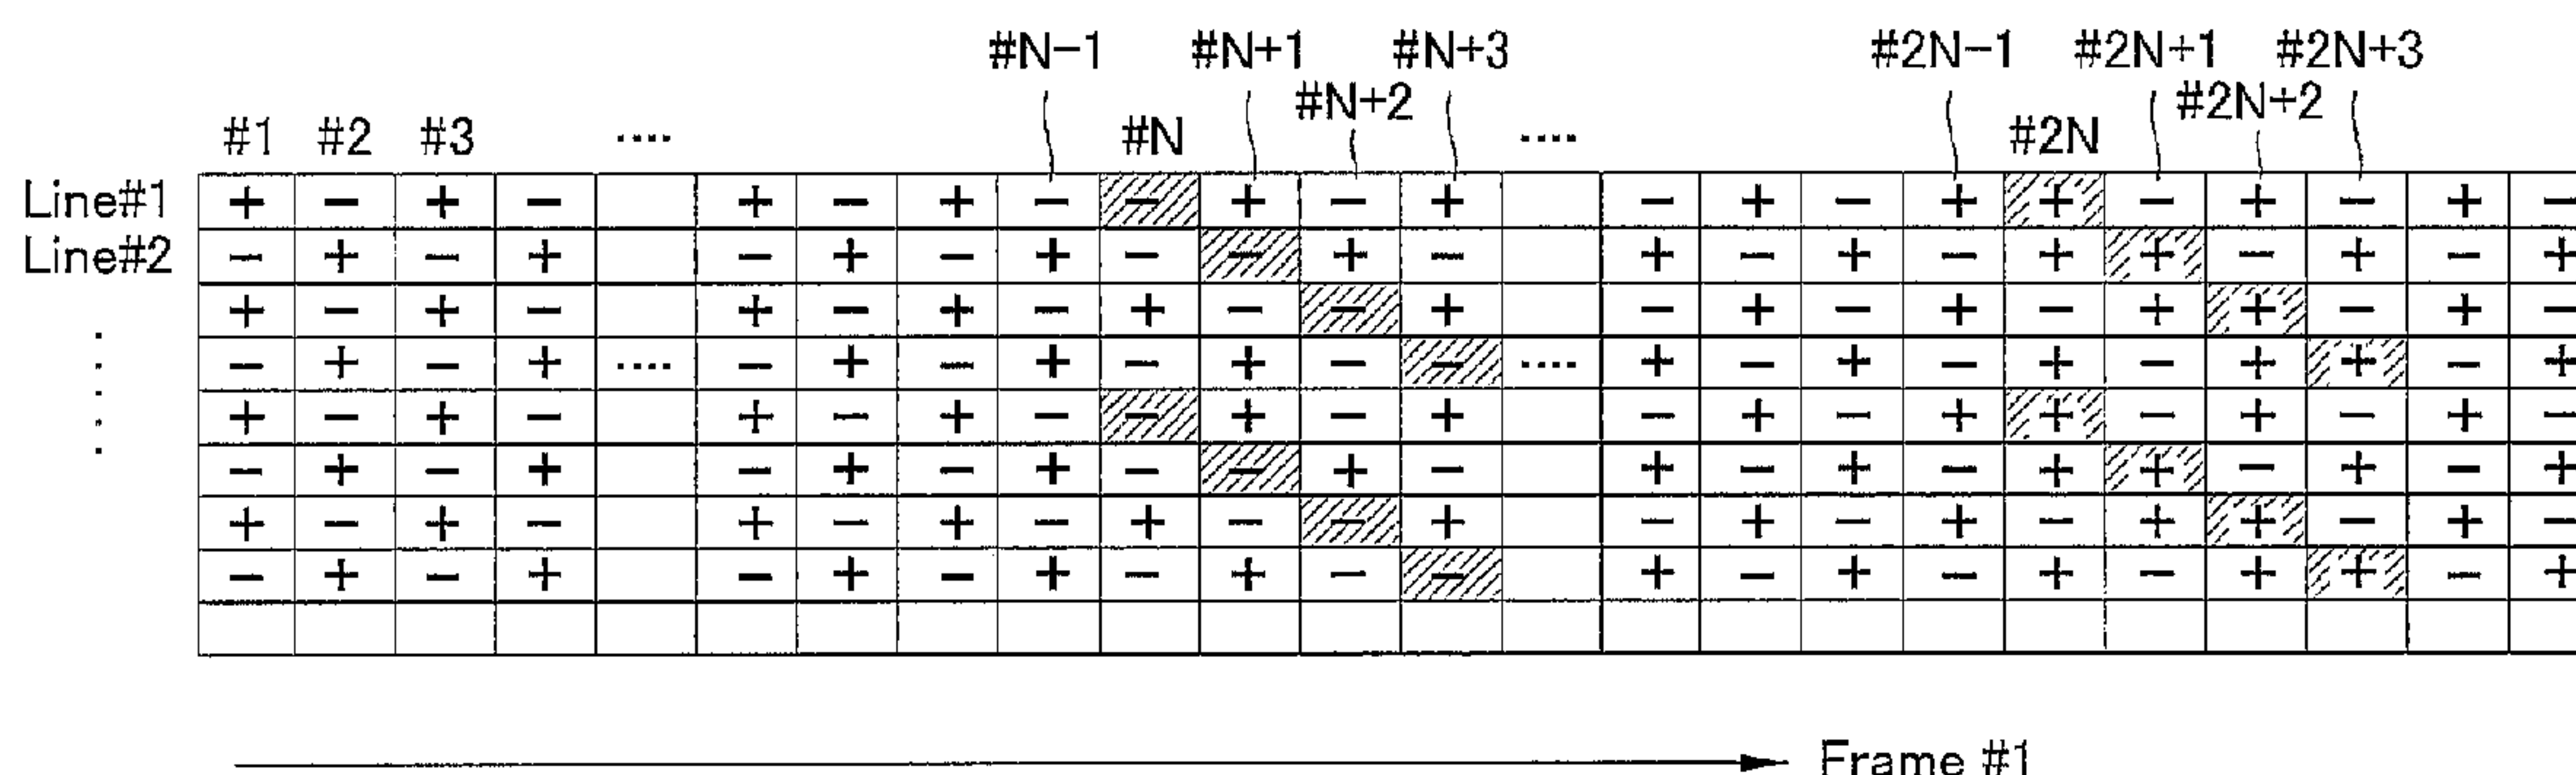 #N-1 #N+1 #N+3 #2N-1 #2N+1 #2N+3
#N+2 #2N+2
#1 #2 #3 ···· #N ···· #2N
Line#1 + − + − + − + − − + − + − + − + + − + − + −
Line#2 − + − + − + − + − − + − + − + − + + − + − +
+ − + − + − + − + − − + − + − + − + + − + −
− + − + ···· − + − + − + − − ···· + − + − + − + + − +
+ − + − + − + − − + − + − + − + + − + − + −
− + − + − + − + − − + − + − + − + + − + − +
+ − + − + − + − + − − + − + − + − + + − + −
− + − + − + − + − + − − + − + − + − + + − +
Frame #1